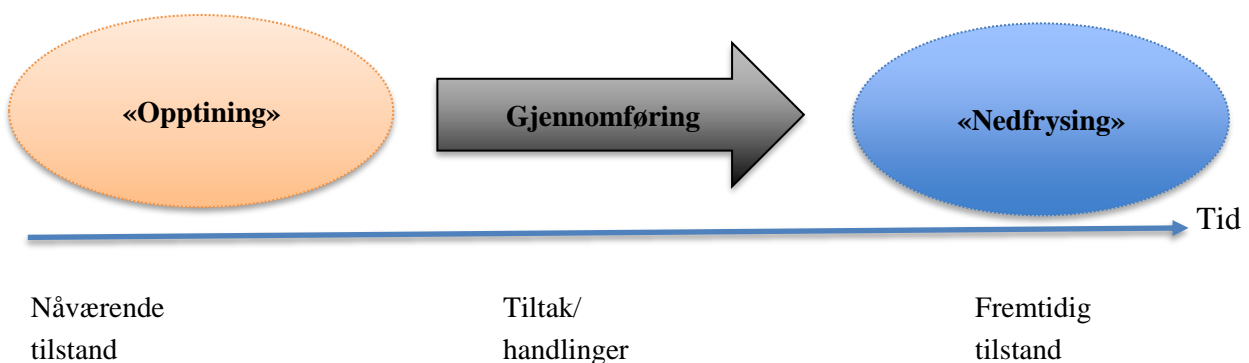 «Opptining»
Gjennomføring
«Nedfrysing»
Tid
Nåværende
tilstand
Tiltak/
handlinger
Fremtidig
tilstand